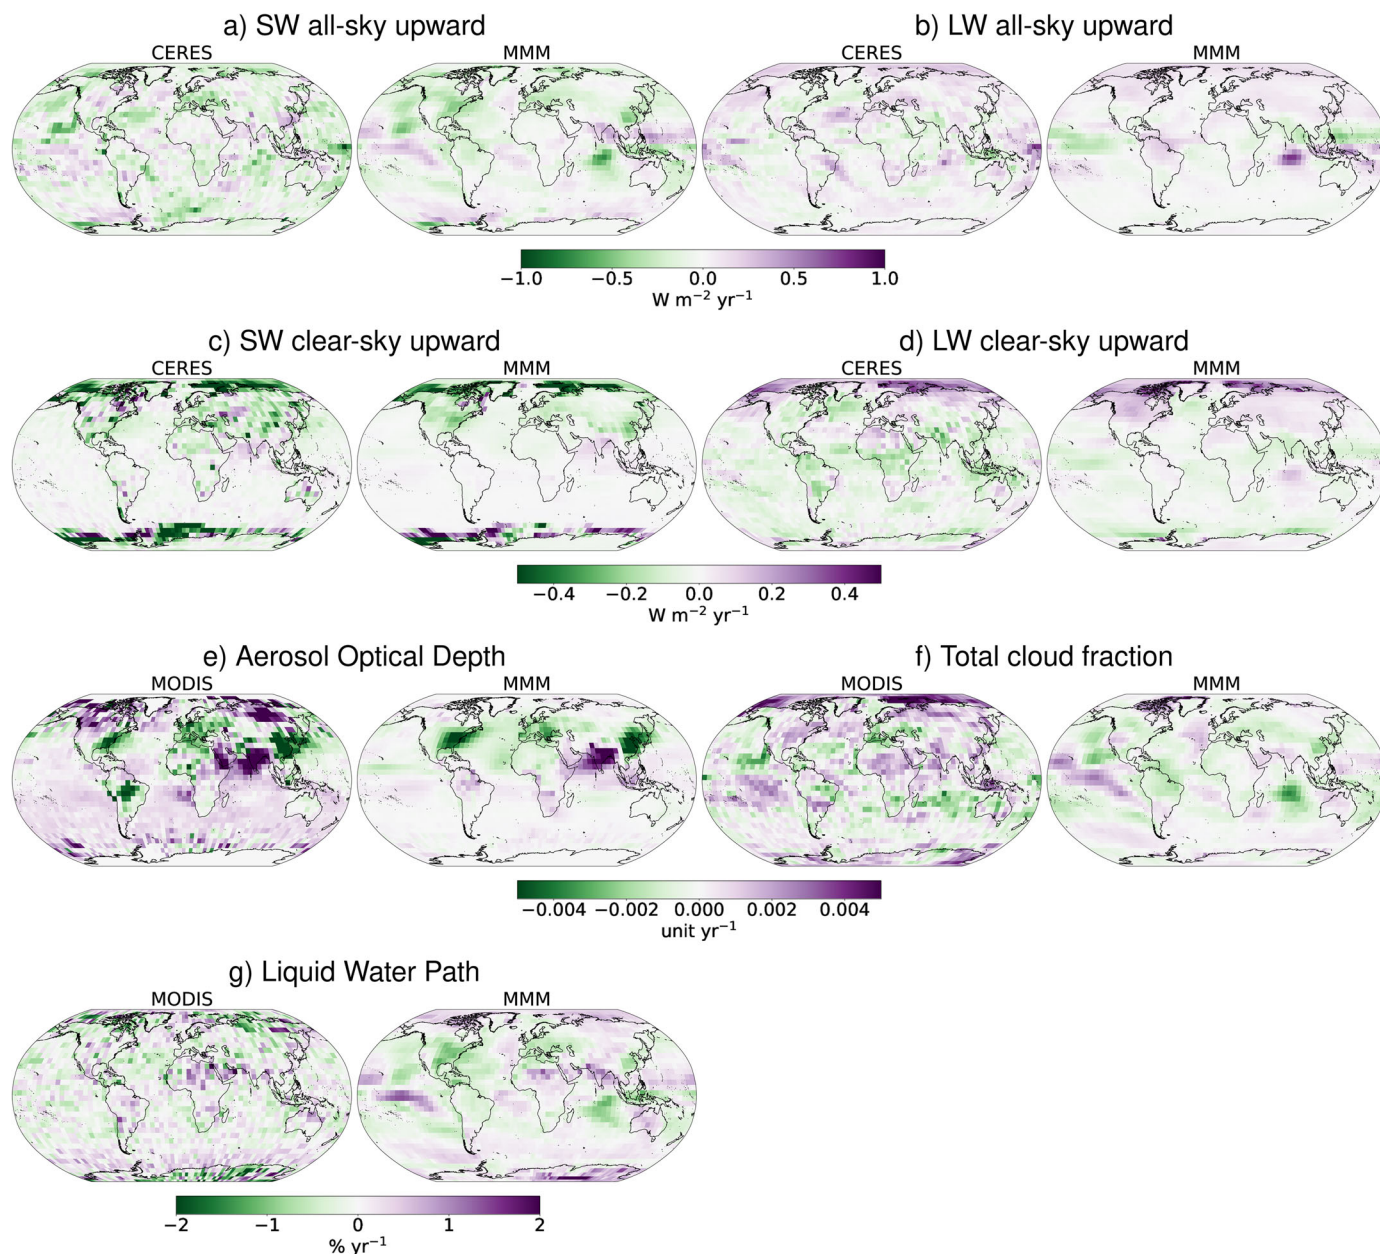 a) SW all-sky upward
b) LW all-sky upward
CERES
MMM
CERES
MMM
−1.0 −0.5 0.0 0.5 1.0
W m⁻² yr⁻¹
c) SW clear-sky upward
d) LW clear-sky upward
CERES
MMM
CERES
MMM
−0.4 −0.2 0.0 0.2 0.4
W m⁻² yr⁻¹
e) Aerosol Optical Depth
f) Total cloud fraction
MODIS
MMM
MODIS
MMM
−0.004 −0.002 0.000 0.002 0.004
unit yr⁻¹
g) Liquid Water Path
MODIS
MMM
−2 −1 0 1 2
% yr⁻¹